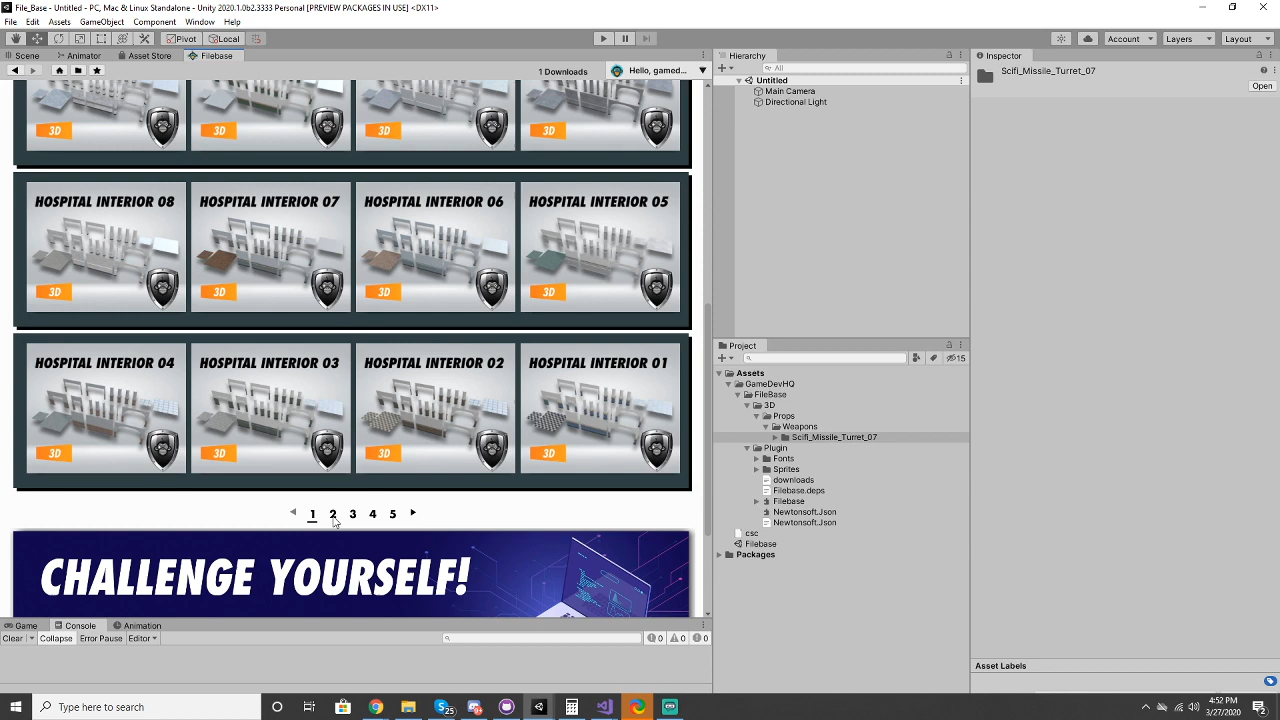 File_Base - Untitled - PC, Mac & Linux Standalone - Unity 2020.1.0b2.3333 Personal [PREVIEW PACKAGES IN USE] <DX11>
File Edit Assets GameObject Component Window Help
Pivot Local Account Layers Layout
Scene Animator Asset Store Filebase
1 Downloads Hello, gamed...
3D 3D 3D 3D
HOSPITAL INTERIOR 08 HOSPITAL INTERIOR 07 HOSPITAL INTERIOR 06 HOSPITAL INTERIOR 05
3D 3D 3D 3D
HOSPITAL INTERIOR 04 HOSPITAL INTERIOR 03 HOSPITAL INTERIOR 02 HOSPITAL INTERIOR 01
3D 3D 3D 3D
1 2 3 4 5
CHALLENGE YOURSELF!
Game Console Animation
Clear Collapse Error Pause Editor 0 0 0
Hierarchy
All
Untitled
Main Camera
Directional Light
Project
15
Assets
GameDevHQ
FileBase
3D
Props
Weapons
Scifi_Missile_Turret_07
Plugin
Fonts
Sprites
downloads
Filebase.deps
Filebase
Newtonsoft.Json
Newtonsoft.Json
csc
Filebase
Packages
Inspector
Scifi_Missile_Turret_07
Open
Asset Labels
Type here to search
25
4:52 PM
3/27/2020
2